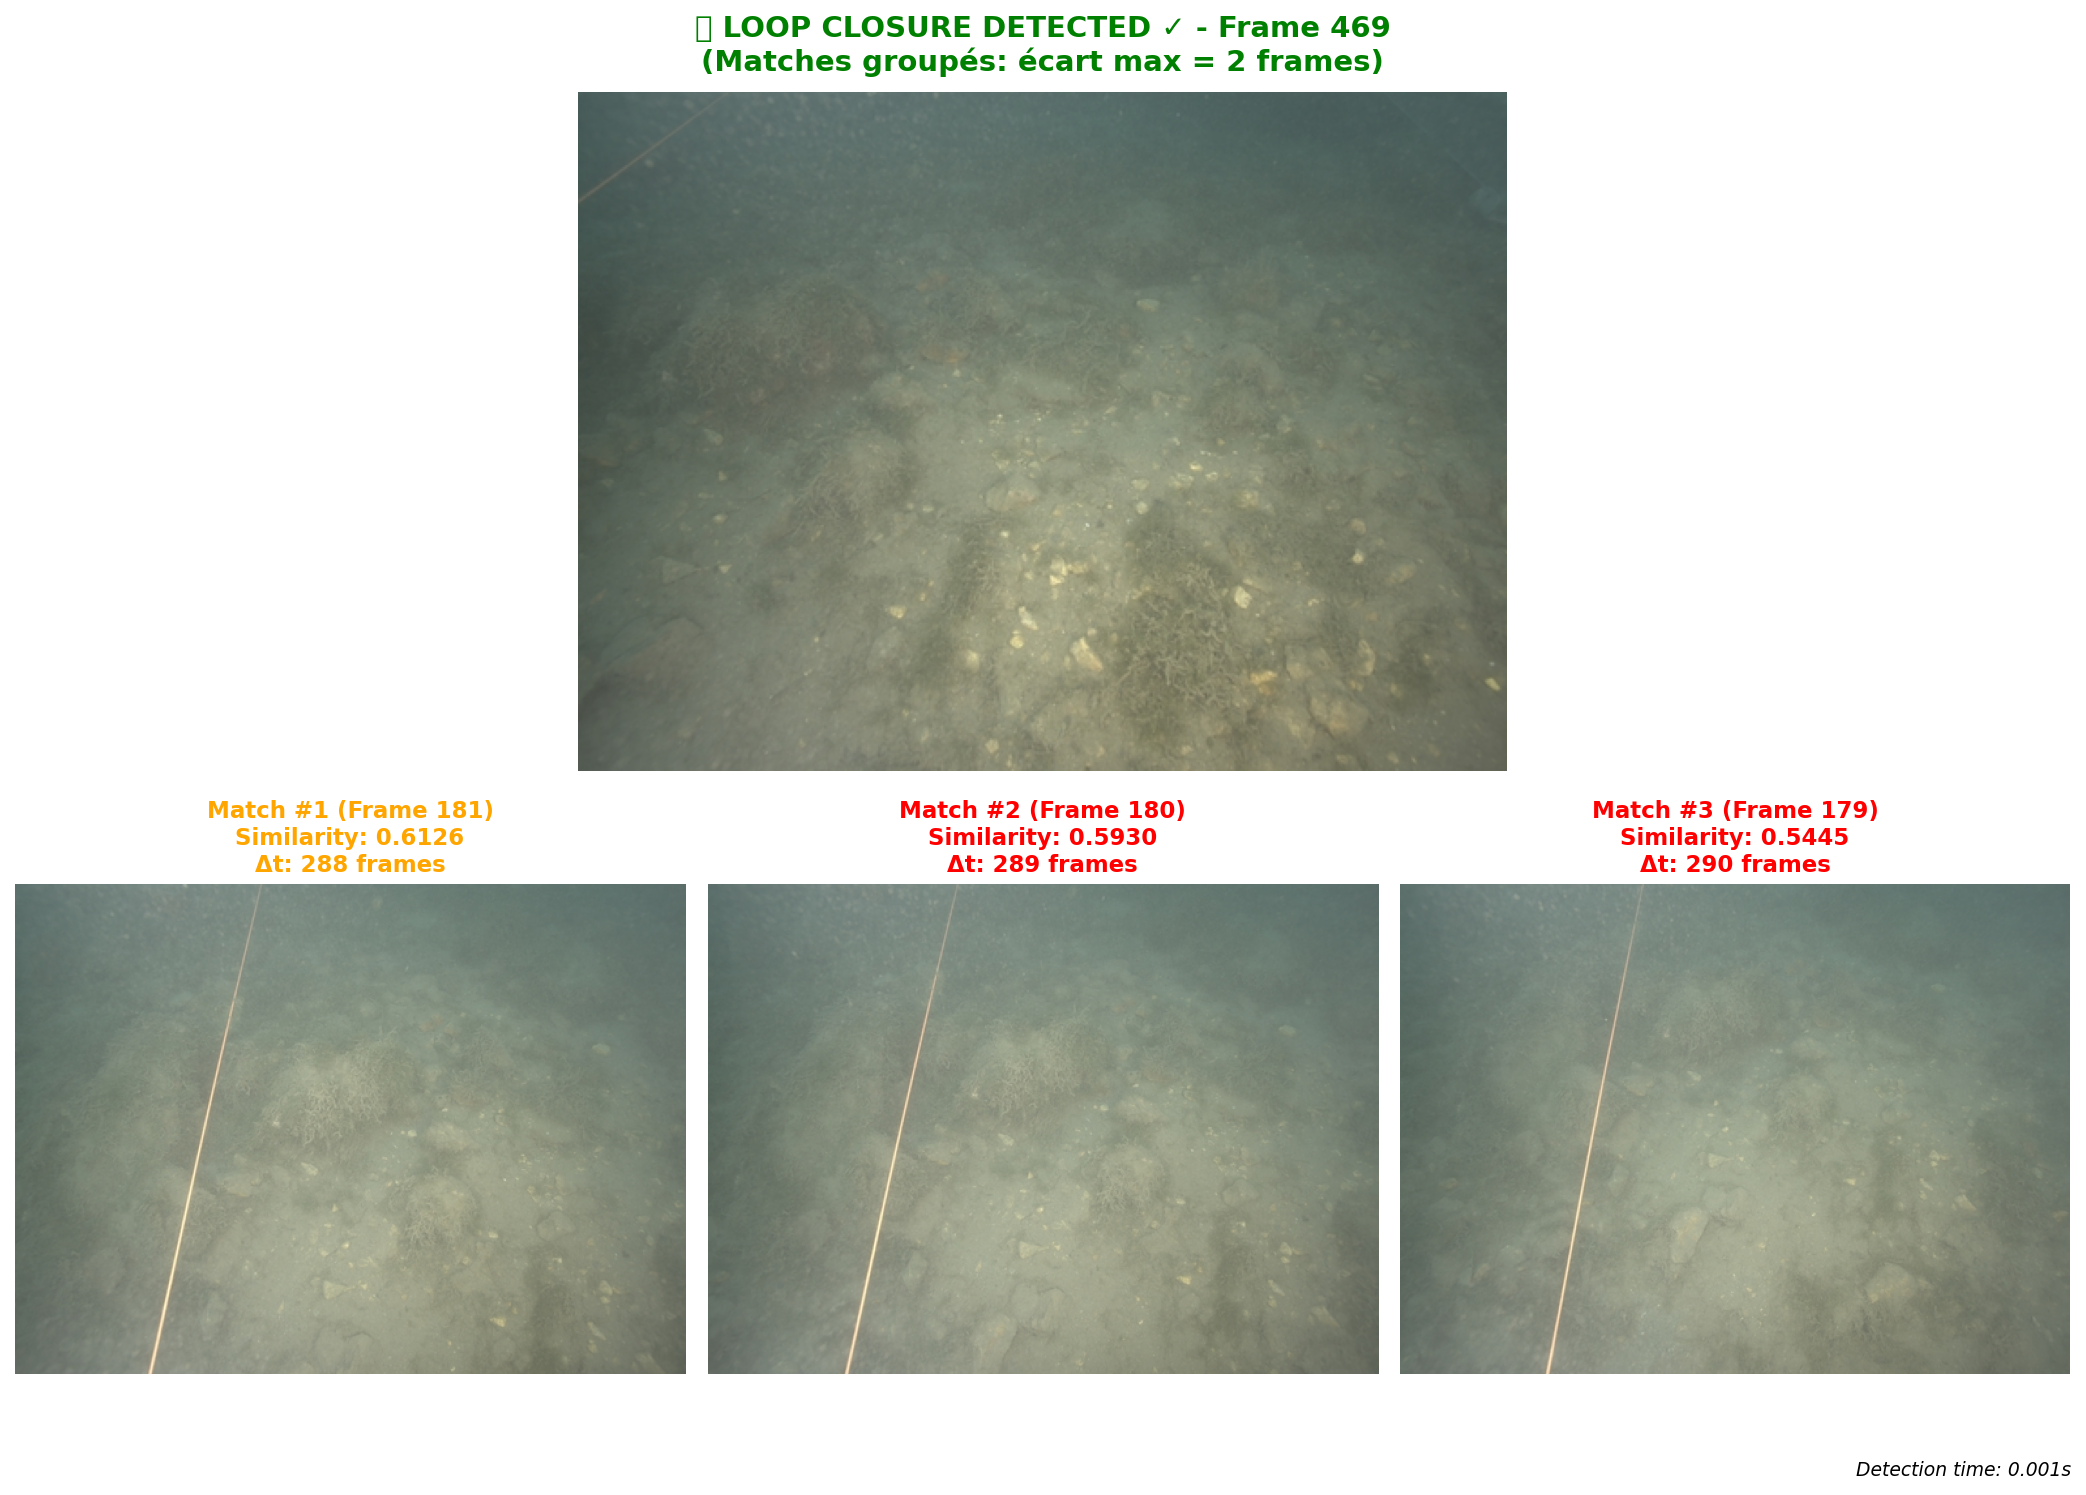 LOOP CLOSURE DETECTED ✓ - Frame 469
(Matches groupés: écart max = 2 frames)
Match #1 (Frame 181)
Similarity: 0.6126
Δt: 288 frames
Match #2 (Frame 180)
Similarity: 0.5930
Δt: 289 frames
Match #3 (Frame 179)
Similarity: 0.5445
Δt: 290 frames
Detection time: 0.001s